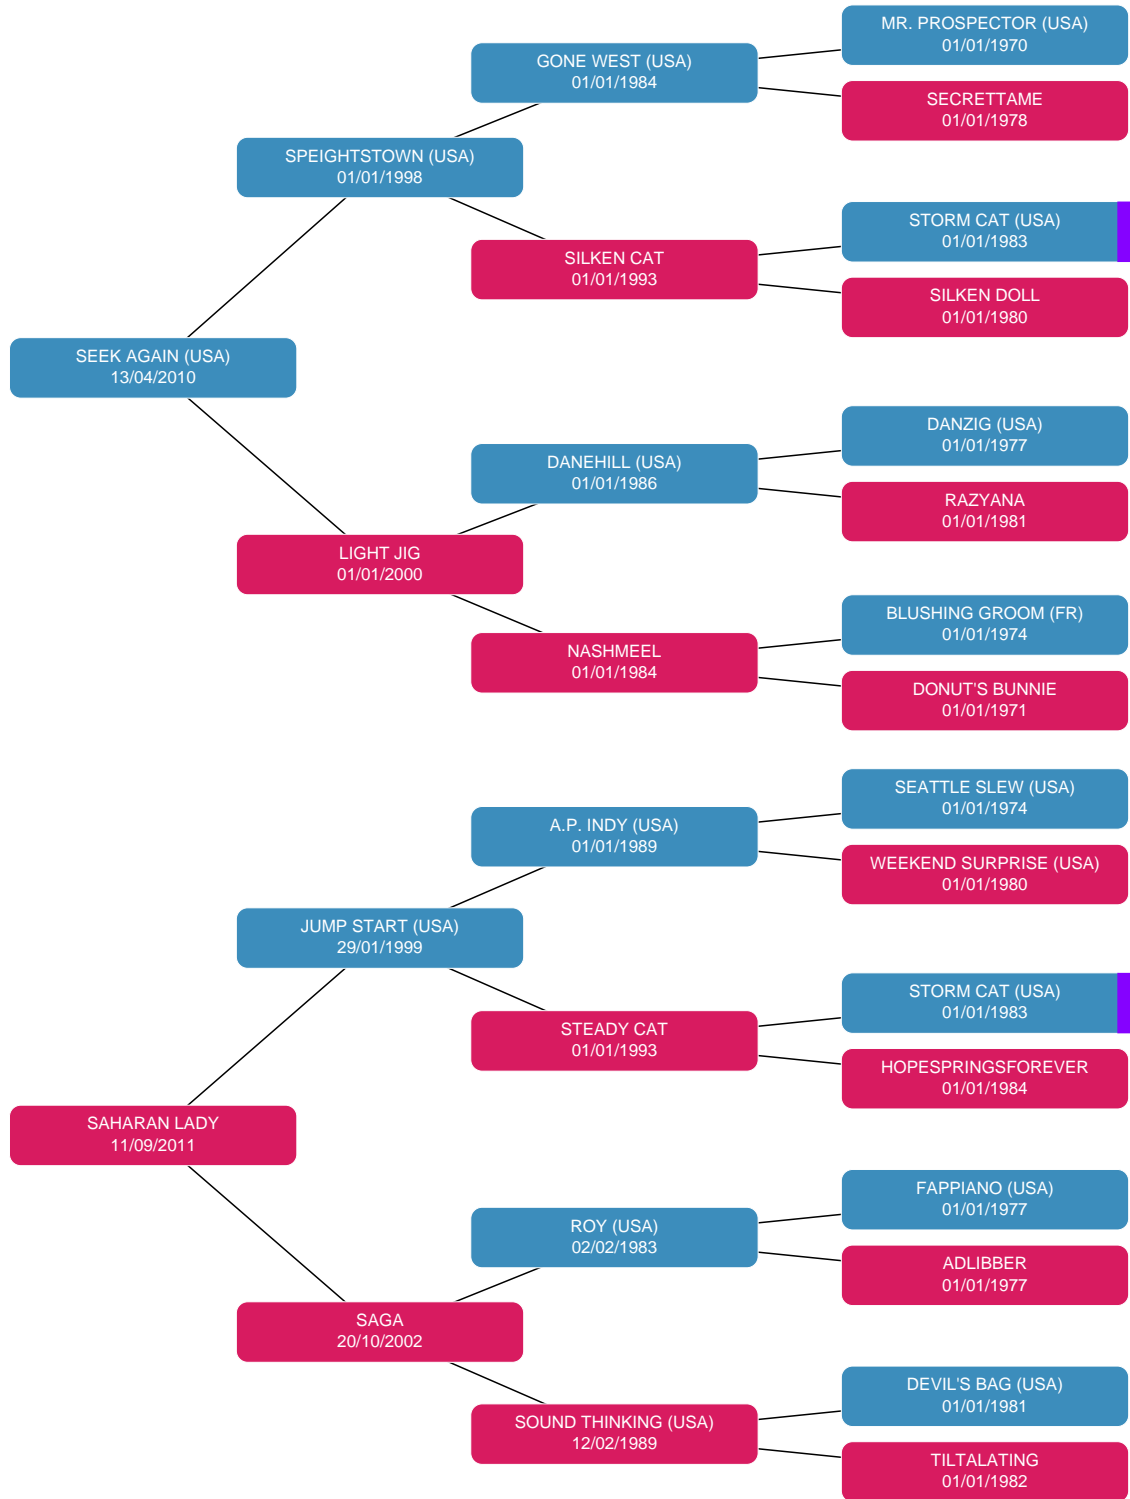 MR. PROSPECTOR (USA)
01/01/1970
GONE WEST (USA)
01/01/1984
SECRETTAME
01/01/1978
SPEIGHTSTOWN (USA)
01/01/1998
STORM CAT (USA)
01/01/1983
SILKEN CAT
01/01/1993
SILKEN DOLL
01/01/1980
SEEK AGAIN (USA)
13/04/2010
DANZIG (USA)
01/01/1977
DANEHILL (USA)
01/01/1986
RAZYANA
01/01/1981
LIGHT JIG
01/01/2000
BLUSHING GROOM (FR)
01/01/1974
NASHMEEL
01/01/1984
DONUT'S BUNNIE
01/01/1971
SEATTLE SLEW (USA)
01/01/1974
A.P. INDY (USA)
01/01/1989
WEEKEND SURPRISE (USA)
01/01/1980
JUMP START (USA)
29/01/1999
STORM CAT (USA)
01/01/1983
STEADY CAT
01/01/1993
HOPESPRINGSFOREVER
01/01/1984
SAHARAN LADY
11/09/2011
FAPPIANO (USA)
01/01/1977
ROY (USA)
02/02/1983
ADLIBBER
01/01/1977
SAGA
20/10/2002
DEVIL'S BAG (USA)
01/01/1981
SOUND THINKING (USA)
12/02/1989
TILTALATING
01/01/1982